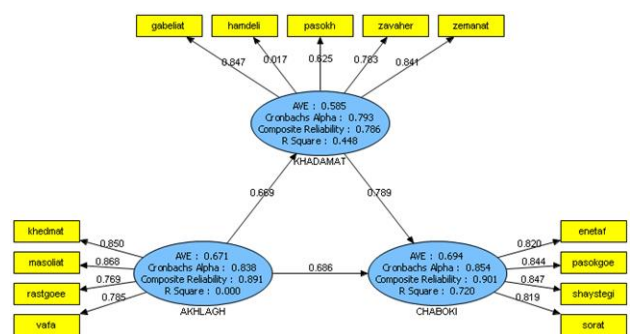 gabeliat
hamdeli
pasokh
zavaher
zemanat
0.847
0.017
0.625
0.783
0.841
AVE : 0.585
Cronbachs Alpha : 0.793
Composite Reliability : 0.786
R Square : 0.448
KHADAMAT
0.669
0.789
khedmat
masoliat
rastgoee
vafa
0.850
0.868
0.769
0.785
AVE : 0.671
Cronbachs Alpha : 0.838
Composite Reliability : 0.891
R Square : 0.000
AKHLAGH
0.686
AVE : 0.694
Cronbachs Alpha : 0.854
Composite Reliability : 0.901
R Square : 0.720
CHABOKI
0.820
0.844
0.847
0.819
enetaf
pasokgoe
shaystegi
sorat